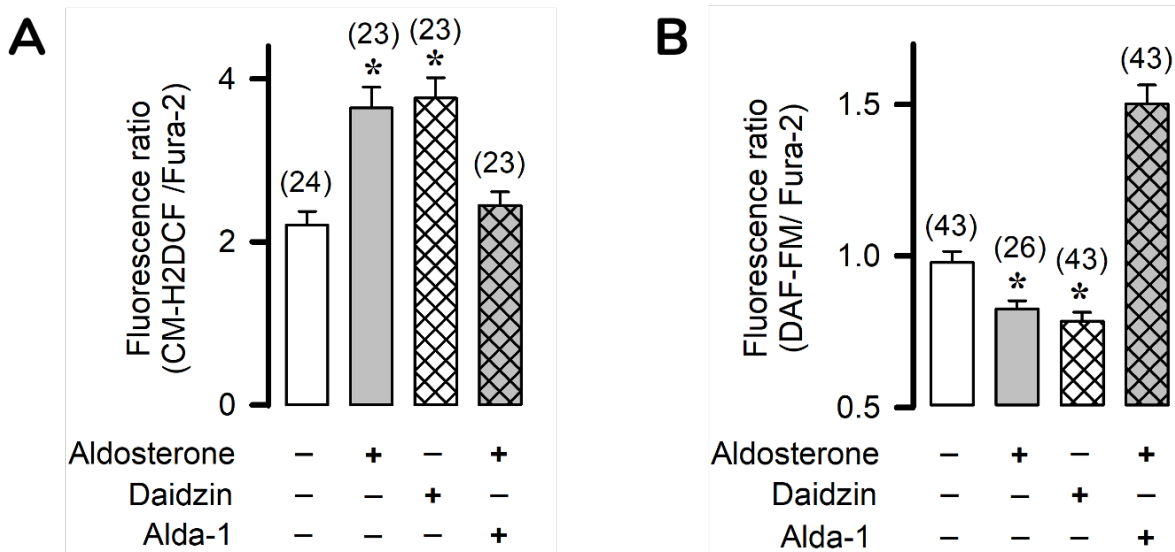 A
Fluorescence ratio
(CM-H2DCF /Fura-2)
4
2
0
(24)
(23)
*
(23)
*
(23)
Aldosterone – + – +
Daidzin – – + –
Alda-1 – – – +
B
Fluorescence ratio
(DAF-FM/ Fura-2)
1.5
1.0
0.5
(43)
(26)
*
(43)
*
(43)
Aldosterone – + – +
Daidzin – – + –
Alda-1 – – – +